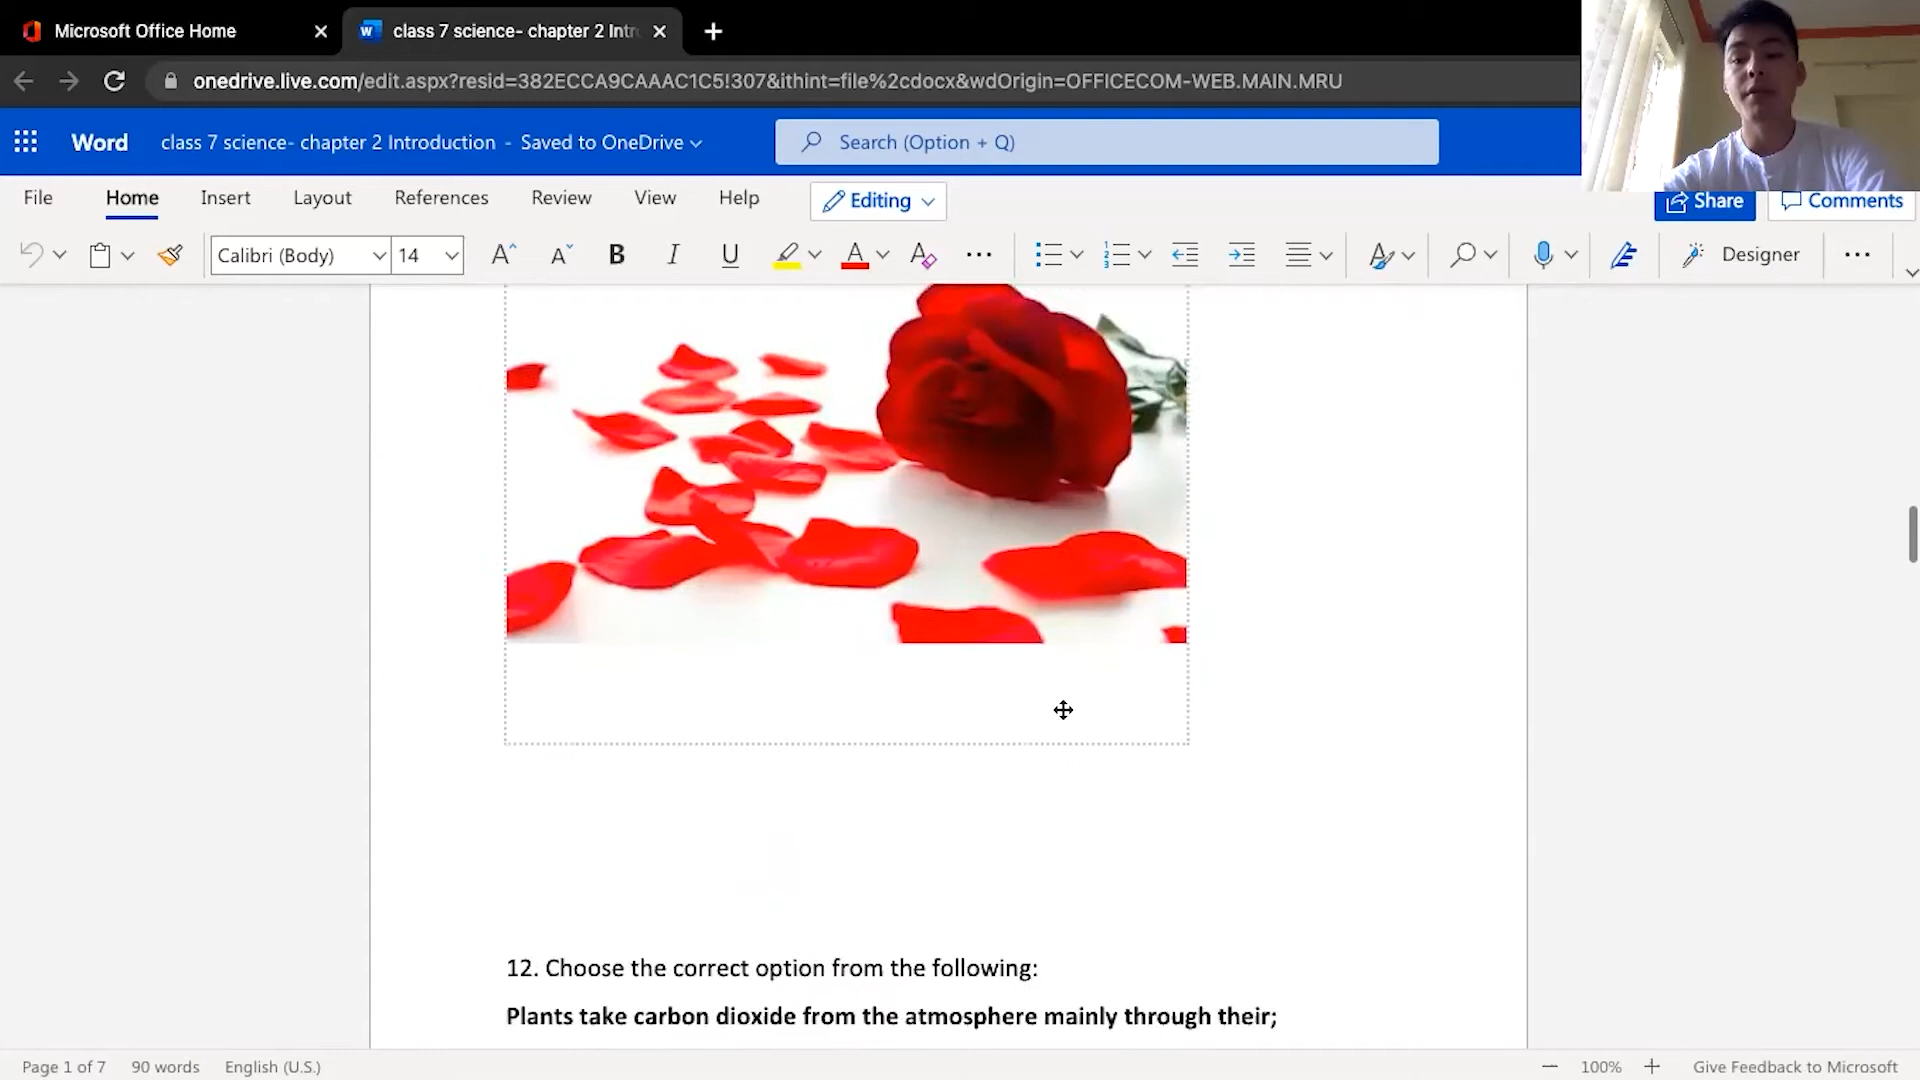 Microsoft Office Home
class 7 science- chapter 2 Intr
onedrive.live.com/edit.aspx?resid=382ECCA9CAAAC1C5!307&ithint=file%2cdocx&wdOrigin=OFFICECOM-WEB.MAIN.MRU
Word class 7 science- chapter 2 Introduction - Saved to OneDrive Search (Option + Q)
File Home Insert Layout References Review View Help Editing Share Comments
Calibri (Body) 14 A A B I U A A Designer
12. Choose the correct option from the following:
Plants take carbon dioxide from the atmosphere mainly through their;
Page 1 of 7 90 words English (U.S.) 100% Give Feedback to Microsoft